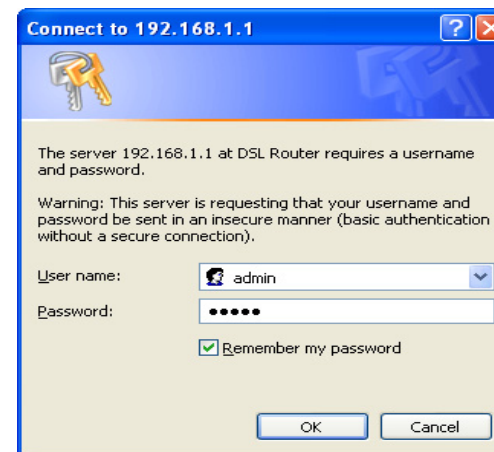 Connect to 192.168.1.1
The server 192.168.1.1 at DSL Router requires a username
and password.
Warning: This server is requesting that your username and
password be sent in an insecure manner (basic authentication
without a secure connection).
User name: admin
Password: •••••
Remember my password
OK Cancel